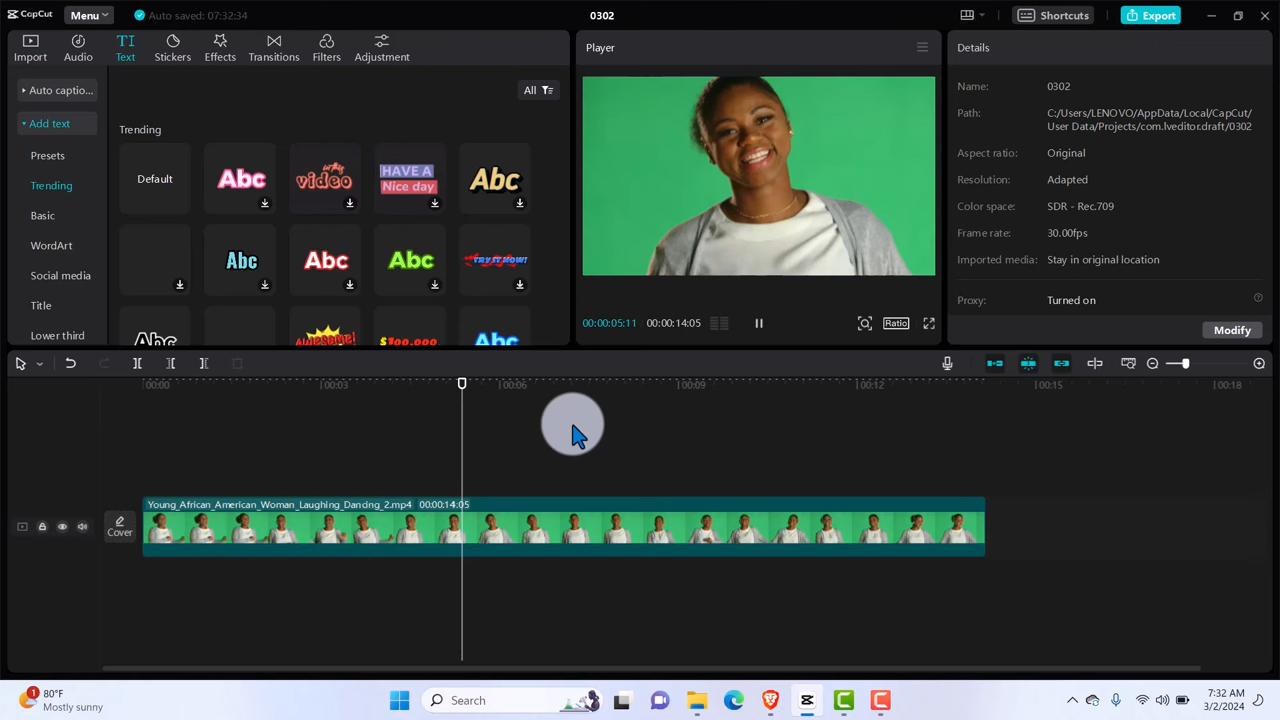 CapCut
Menu
Auto saved: 07:32:34
0302
Shortcuts
Export
Import
Audio
TI
Text
Stickers
Effects
Transitions
Filters
Adjustment
Auto captio...
Add text
Presets
Trending
Basic
WordArt
Social media
Title
Lower third
All
Trending
Default
Abc
video
HAVE A
Nice day
Abc
Abc
Abc
Abc
TRY IT NOW!
Abc
AWESOME!
$100,000
Abc
Player
00:00:05:11
00:00:14:05
Ratio
Details
Name:
0302
Path:
C:/Users/LENOVO/AppData/Local/CapCut/
User Data/Projects/com.lveditor.draft/0302
Aspect ratio:
Original
Resolution:
Adapted
Color space:
SDR - Rec.709
Frame rate:
30.00fps
Imported media:
Stay in original location
Proxy:
Turned on
Modify
00:00
00:03
00:06
00:09
00:12
00:15
00:18
Young_African_American_Woman_Laughing_Dancing_2.mp4 00:00:14:05
Cover
1
80°F
Mostly sunny
Search
7:32 AM
3/2/2024